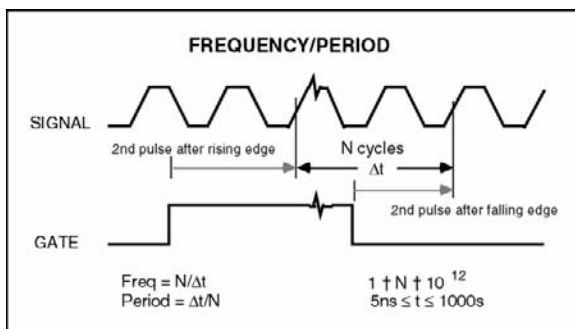 FREQUENCY/PERIOD
SIGNAL
2nd pulse after rising edge
N cycles
Δt
2nd pulse after falling edge
GATE
Freq = N/Δt
Period = Δt/N
1 † N † 10 12
5ns ≤ t ≤ 1000s